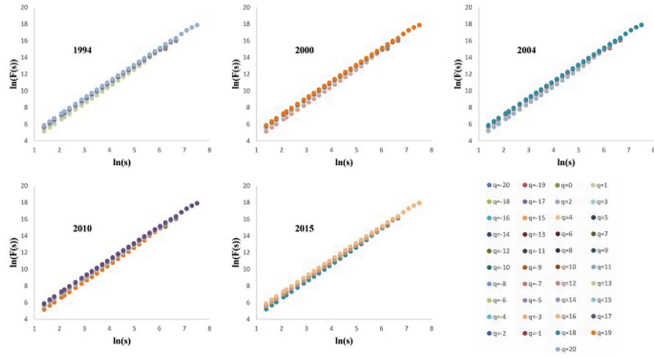 ln(F(s))
20
18
16
14
12
10
8
6
4
1994
1 2 3 4 5 6 7 8
ln(s)
ln(F(s))
20
18
16
14
12
10
8
6
4
2000
1 2 3 4 5 6 7 8
ln(s)
ln(F(s))
20
18
16
14
12
10
8
6
4
2004
1 2 3 4 5 6 7 8
ln(s)
ln(F(s))
20
18
16
14
12
10
8
6
4
2010
1 2 3 4 5 6 7 8
ln(s)
ln(F(s))
20
18
16
14
12
10
8
6
4
2015
1 2 3 4 5 6 7 8
ln(s)
q=-20 q=-19 q=0 q=1
q=-18 q=-17 q=2 q=3
q=-16 q=-15 q=4 q=5
q=-14 q=-13 q=6 q=7
q=-12 q=-11 q=8 q=9
q=-10 q=-9 q=10 q=11
q=-8 q=-7 q=12 q=13
q=-6 q=-5 q=14 q=15
q=-4 q=-3 q=16 q=17
q=-2 q=-1 q=18 q=19
q=20